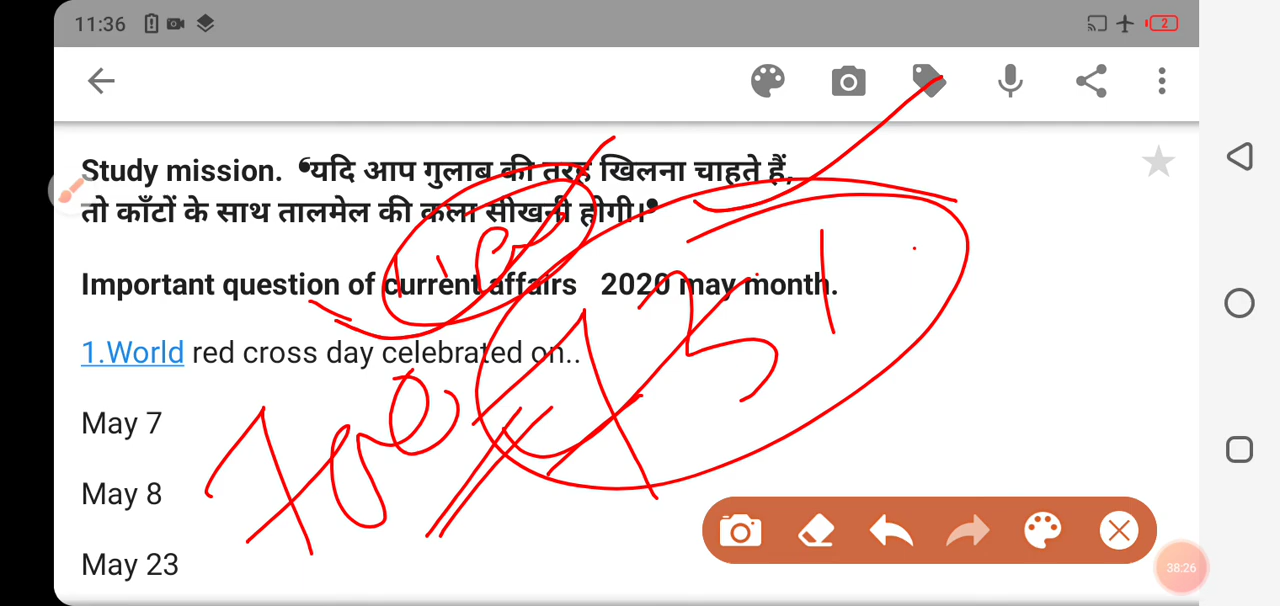 11:36
2
Study mission. ❛यदि आप गुलाब की तरह खिलना चाहते हैं,
तो काँटों के साथ तालमेल की कला सीखनी होगी।❜
Important question of current affairs 2020 may month.
1.World red cross day celebrated on..
May 7
May 8
May 23
38:26